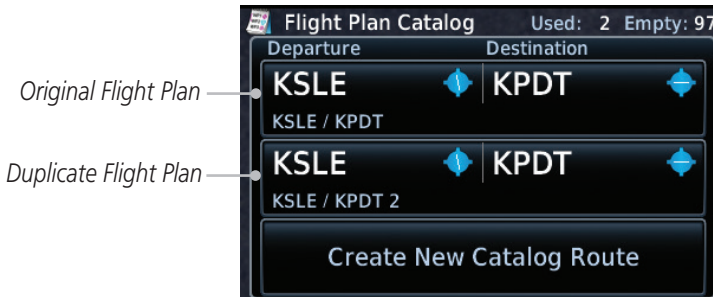 Flight Plan Catalog Used: 2 Empty: 97
Departure Destination
Original Flight Plan
KSLE KPDT
KSLE / KPDT
Duplicate Flight Plan
KSLE KPDT
KSLE / KPDT 2
Create New Catalog Route